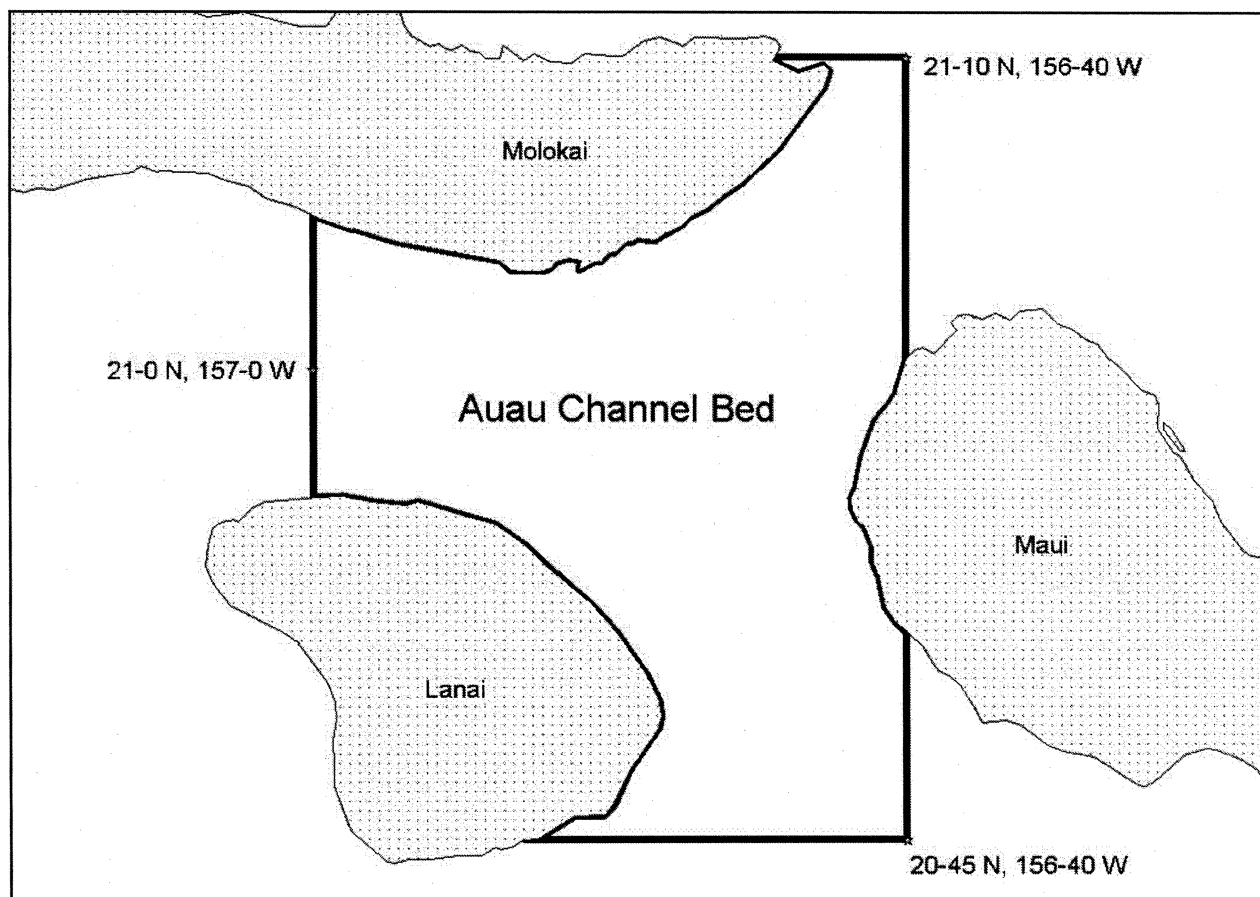 21-10 N, 156-40 W
Molokai
21-0 N, 157-0 W
Auau Channel Bed
Maui
Lanai
20-45 N, 156-40 W